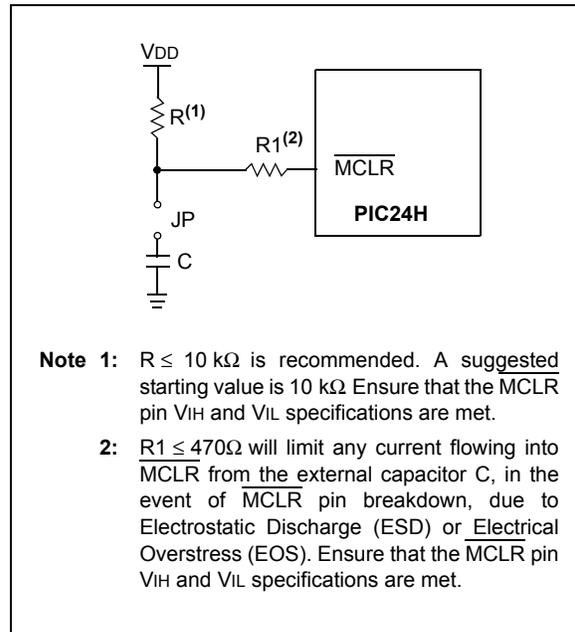 VDD
R(1)
R1(2)
MCLR
JP
PIC24H
C
Note 1: R ≤ 10 kΩ is recommended. A suggested
starting value is 10 kΩ Ensure that the MCLR
pin VIH and VIL specifications are met.
2: R1 ≤ 470Ω will limit any current flowing into
MCLR from the external capacitor C, in the
event of MCLR pin breakdown, due to
Electrostatic Discharge (ESD) or Electrical
Overstress (EOS). Ensure that the MCLR pin
VIH and VIL specifications are met.